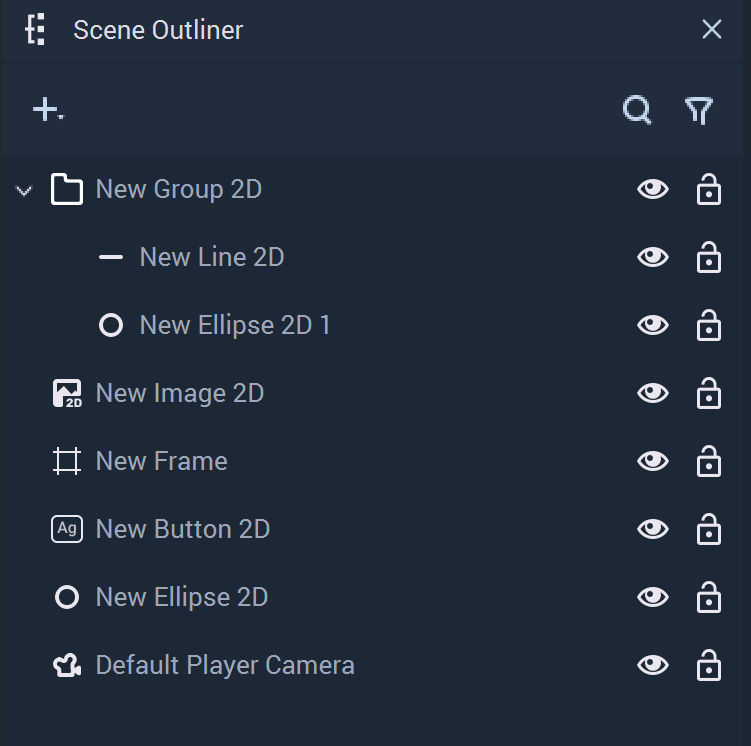 Scene Outliner
New Group 2D
New Line 2D
New Ellipse 2D 1
2D New Image 2D
New Frame
Ag New Button 2D
New Ellipse 2D
Default Player Camera